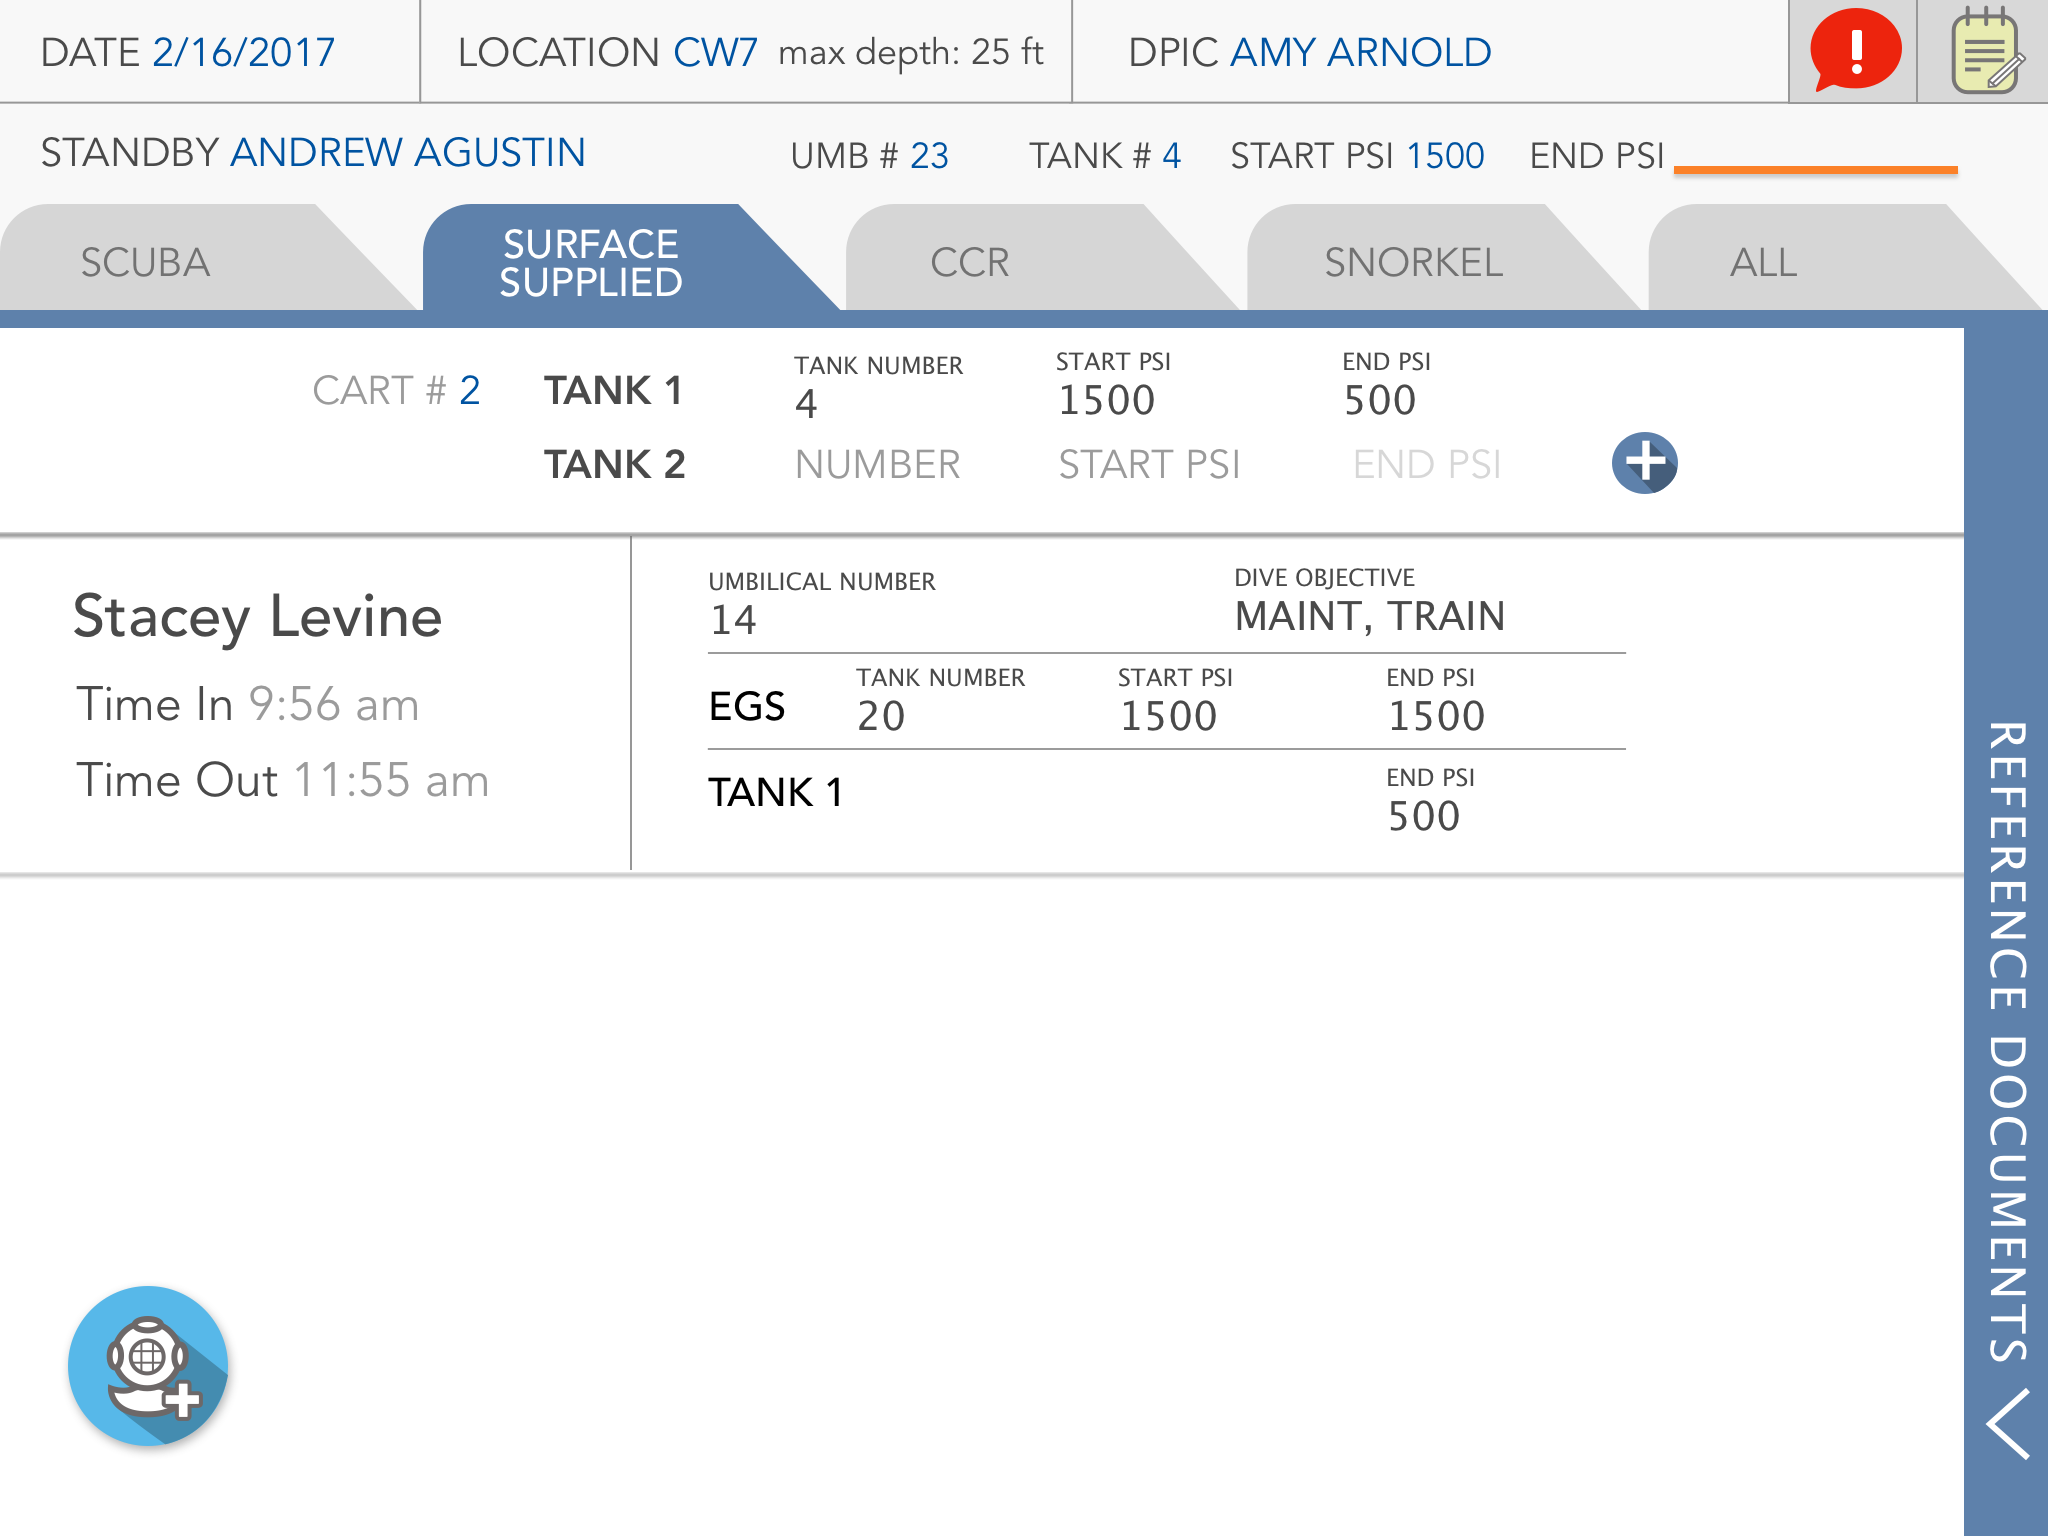 DATE 2/16/2017
LOCATION CW7 max depth: 25 ft
DPIC AMY ARNOLD
!
STANDBY ANDREW AGUSTIN
UMB # 23
TANK # 4
START PSI 1500
END PSI
SCUBA
SURFACE
SUPPLIED
CCR
SNORKEL
ALL
CART # 2
TANK 1
TANK NUMBER
4
START PSI
1500
END PSI
500
TANK 2
NUMBER
START PSI
END PSI
Stacey Levine
Time In 9:56 am
Time Out 11:55 am
UMBILICAL NUMBER
14
DIVE OBJECTIVE
MAINT, TRAIN
EGS
TANK NUMBER
20
START PSI
1500
END PSI
1500
TANK 1
END PSI
500
REFERENCE DOCUMENTS